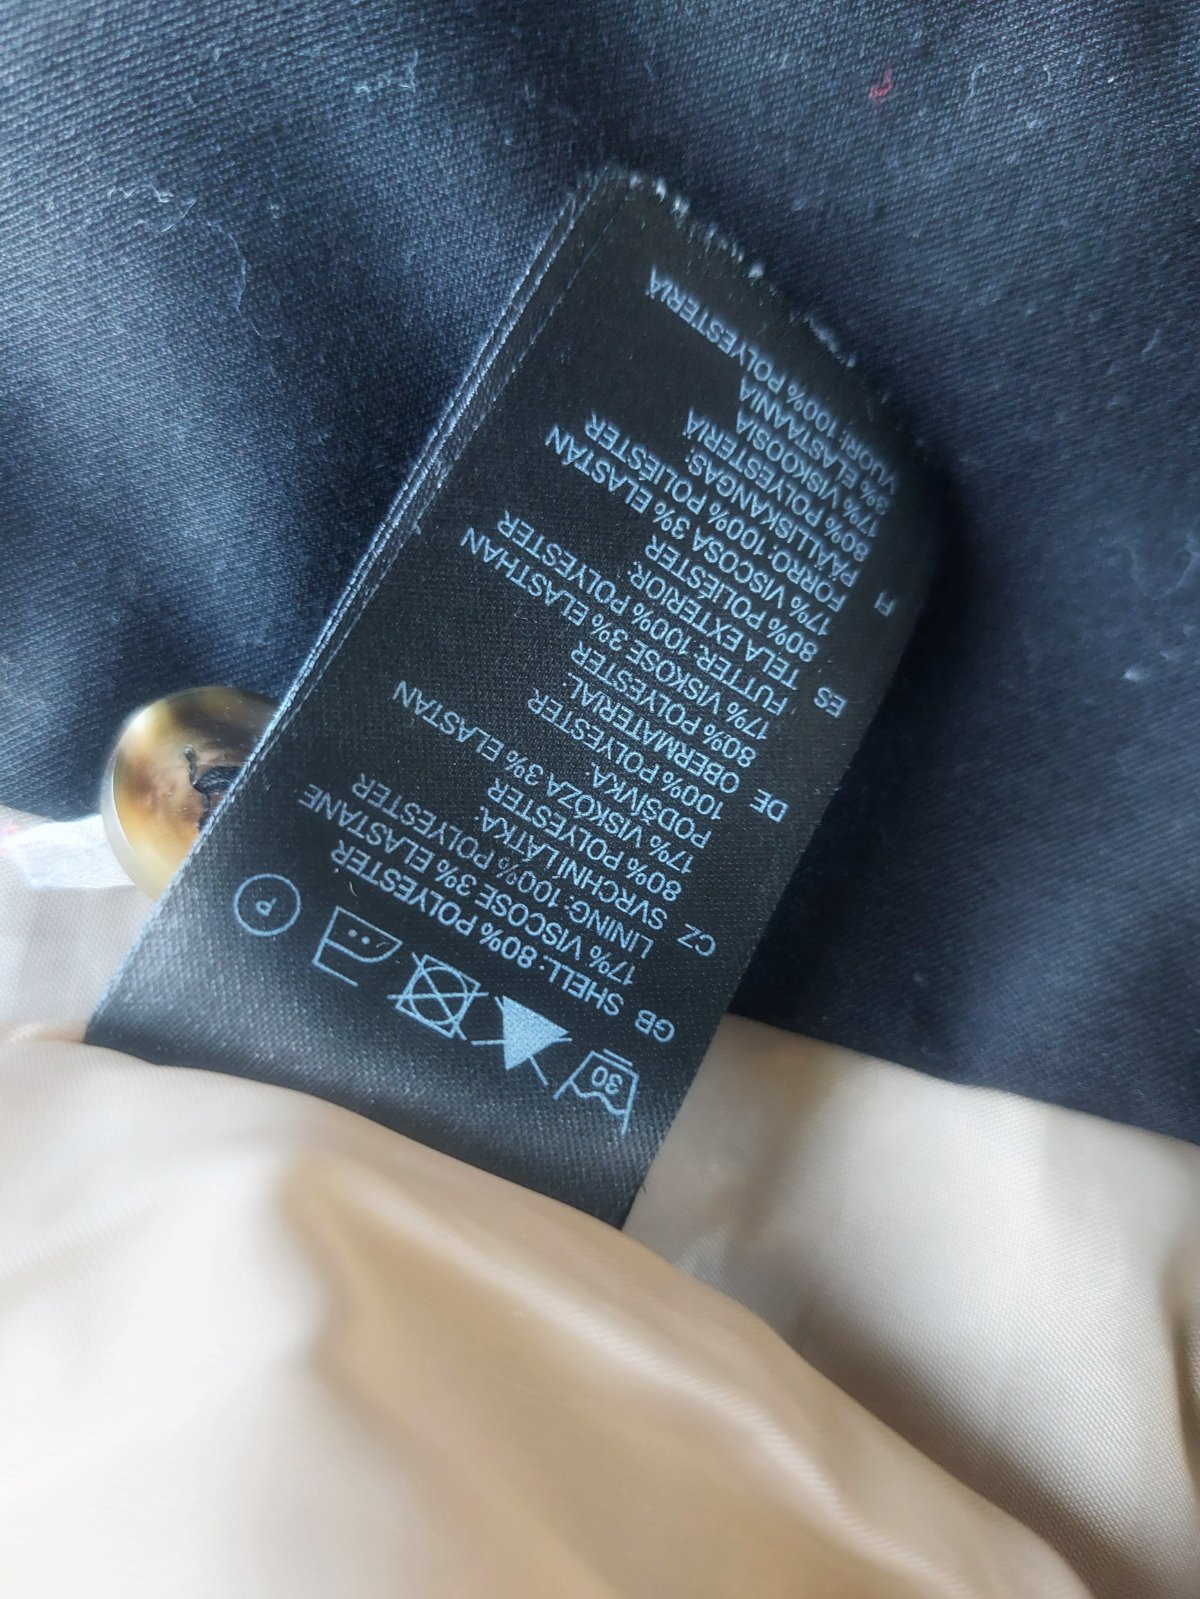 30
P
GB SHELL: 80% POLYESTER
17% VISCOSE 3% ELASTANE
LINING: 100% POLYESTER
CZ SVRCHNÍ LÁTKA:
80% POLYESTER
17% VISKÓZA 3% ELASTAN
PODŠÍVKA:
100% POLYESTER
DE OBERMATERIAL
80% POLYESTER
17% VISKOSE 3% ELASTHAN
FUTTER: 100% POLYESTER
ES TELA EXTERIOR:
80% POLIÉSTER
17% VISCOSA 3% ELASTÁN
FORRO: 100% POLIÉSTER
FI PÄÄLLISKANGAS:
80% POLYESTERIÄ
17% VISKOOSIA
3% ELASTAANIA
VUORI: 100% POLYESTERIÄ